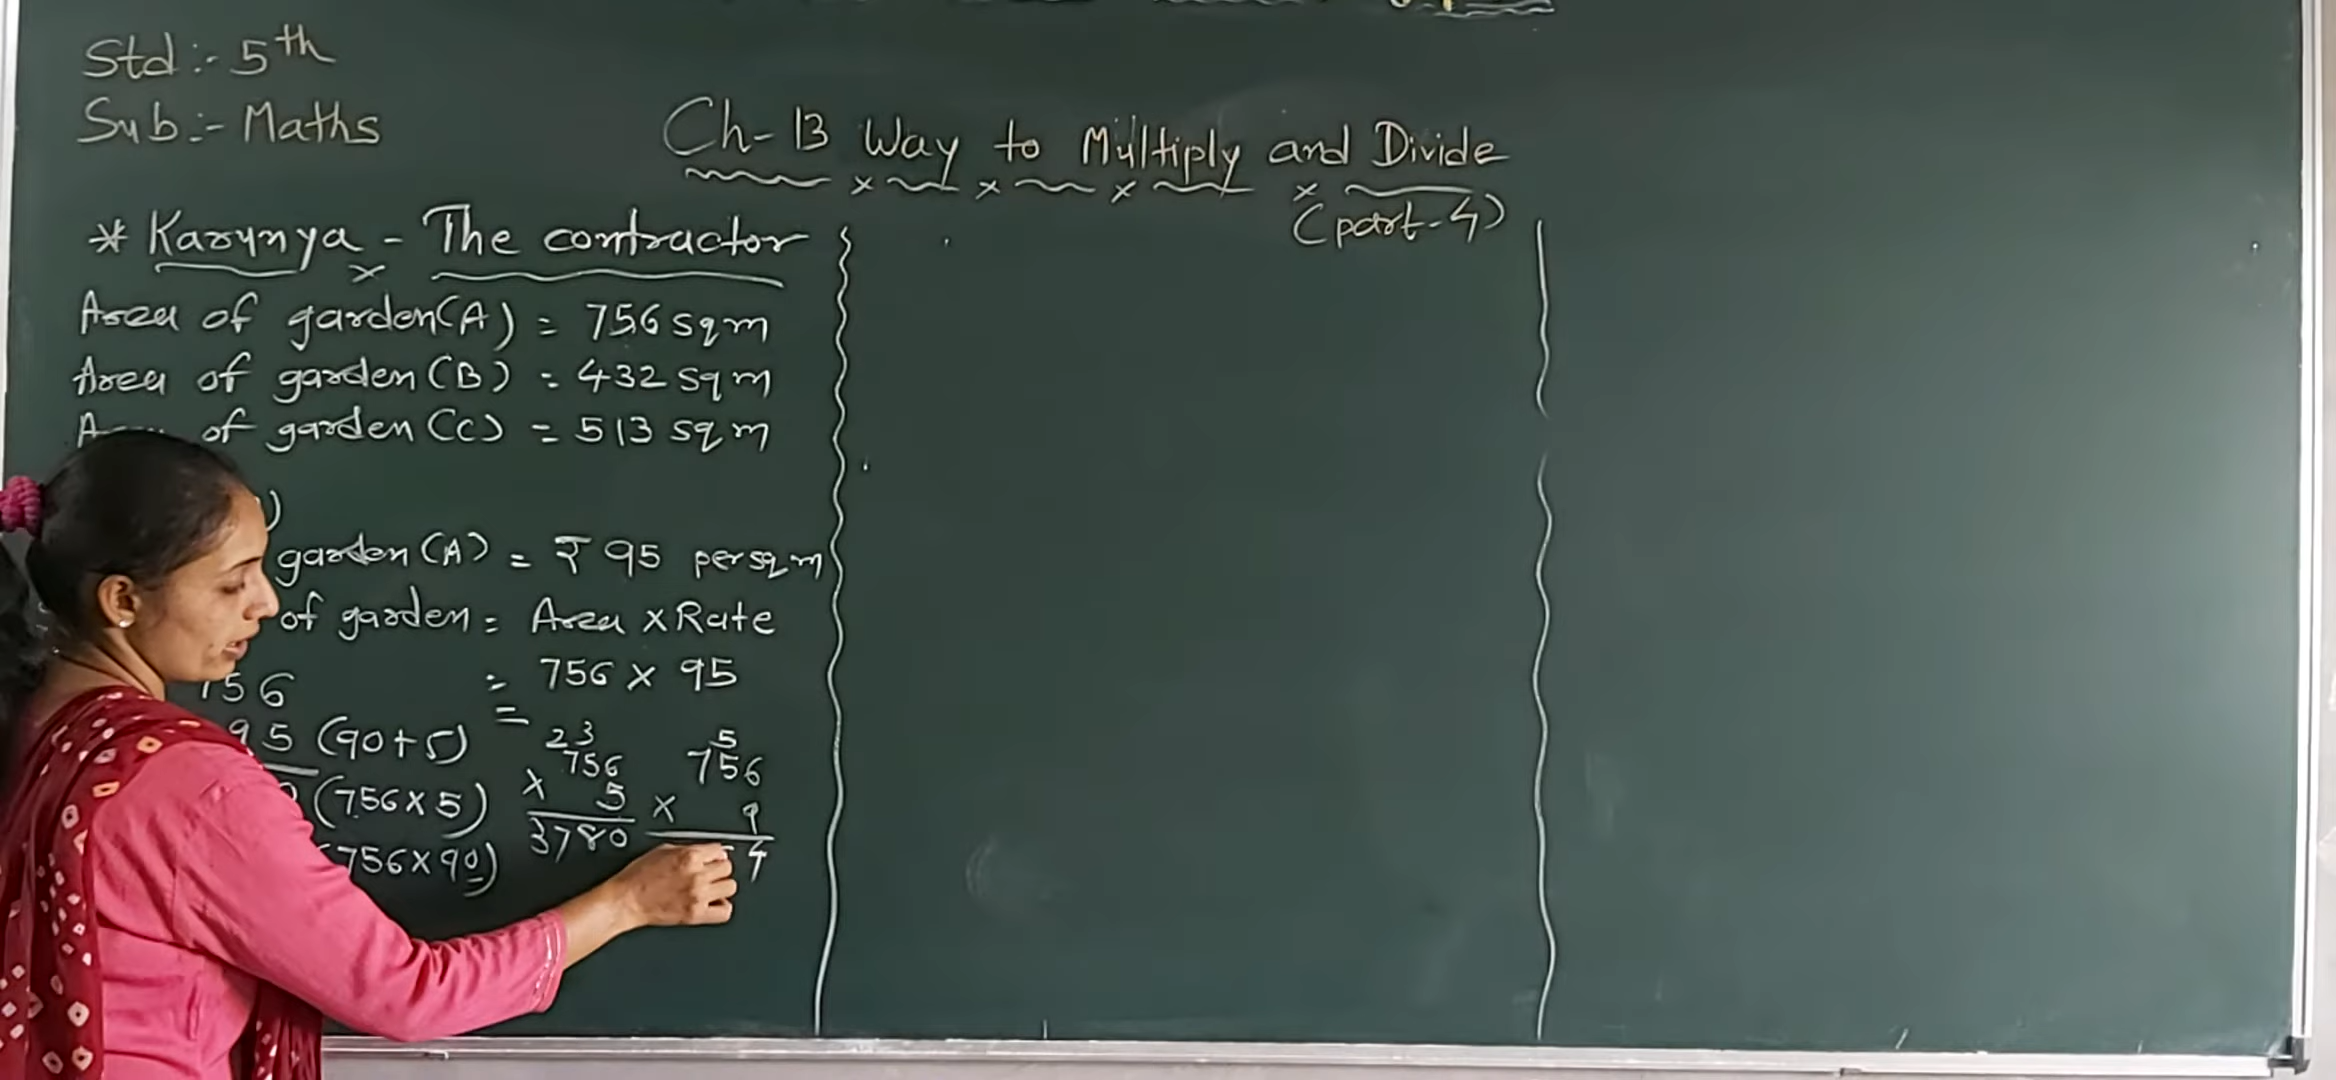 Std :- 5th
Sub :- Maths
Ch-13 Way to Multiply and Divide
(part-4)
* Karunya - The contractor
Area of garden(A) = 756 sq m
Area of garden (B) = 432 sq m
of garden (C) = 513 sq m
garden (A) = ₹ 95 per sq m
of garden = Area x Rate
756 = 756 x 95
95 (90+5) =
23 5
756 756
(756 x 5) x 5 x 9
3780 4
756 x 90)